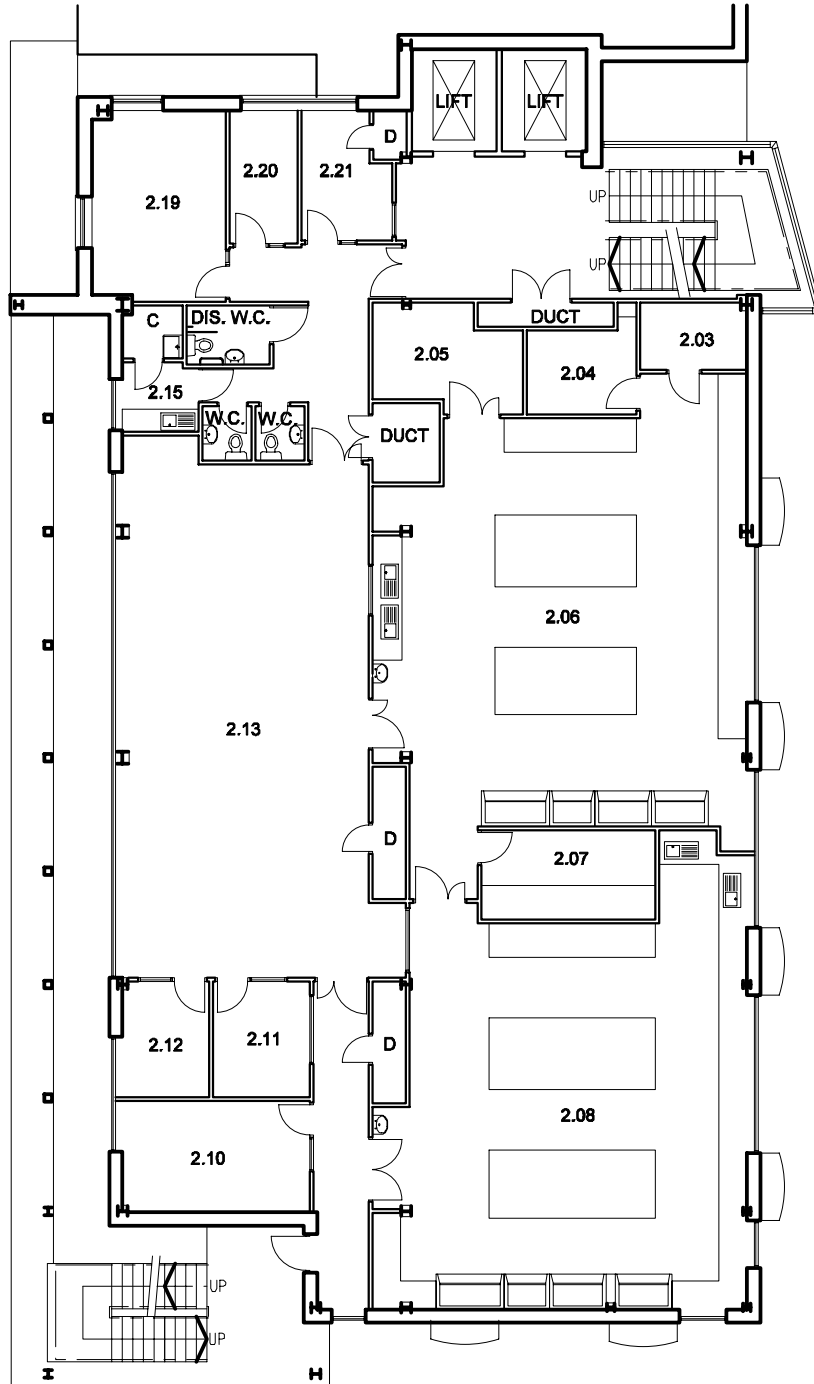 LIFT
LIFT
D
2.20
2.21
2.19
UP
UP
C
DIS. W.C.
DUCT
2.03
2.05
2.04
2.15
W.C.
W.C.
DUCT
2.06
2.13
D
2.07
2.12
2.11
D
2.08
2.10
UP
UP